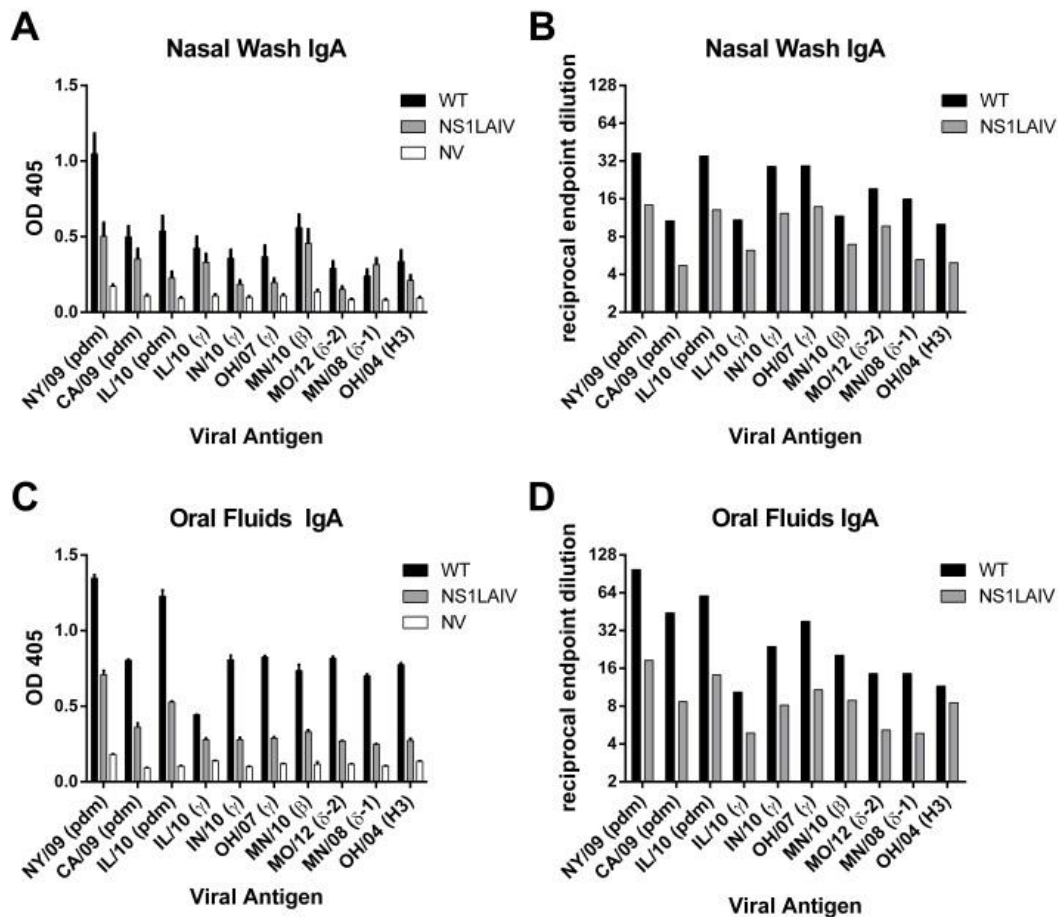 A
Nasal Wash IgA
OD 405
1.5
1.0
0.5
0.0
WT
NS1LAIV
NV
NY/09 (pdm)
CA/09 (pdm)
IL/10 (pdm)
IL/10 (γ)
IN/10 (γ)
OH/07 (γ)
MN/10 (β)
MO/12 (δ-2)
MN/08 (δ-1)
OH/04 (H3)
Viral Antigen
B
Nasal Wash IgA
reciprocal endpoint dilution
128
64
32
16
8
4
2
WT
NS1LAIV
NY/09 (pdm)
CA/09 (pdm)
IL/10 (pdm)
IL/10 (γ)
IN/10 (γ)
OH/07 (γ)
MN/10 (β)
MO/12 (δ-2)
MN/08 (δ-1)
OH/04 (H3)
Viral Antigen
C
Oral Fluids IgA
OD 405
1.5
1.0
0.5
0.0
WT
NS1LAIV
NV
NY/09 (pdm)
CA/09 (pdm)
IL/10 (pdm)
IL/10 (γ)
IN/10 (γ)
OH/07 (γ)
MN/10 (β)
MO/12 (δ-2)
MN/08 (δ-1)
OH/04 (H3)
Viral Antigen
D
Oral Fluids IgA
reciprocal endpoint dilution
128
64
32
16
8
4
2
WT
NS1LAIV
NY/09 (pdm)
CA/09 (pdm)
IL/10 (pdm)
IL/10 (γ)
IN/10 (γ)
OH/07 (γ)
MN/10 (β)
MO/12 (δ-2)
MN/08 (δ-1)
OH/04 (H3)
Viral Antigen